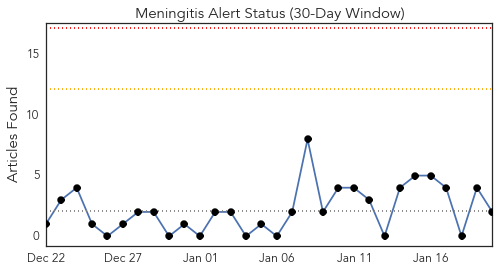 Meningitis Alert Status (30-Day Window)
Articles Found
15
10
5
0
Dec 22 Dec 27 Jan 01 Jan 06 Jan 11 Jan 16